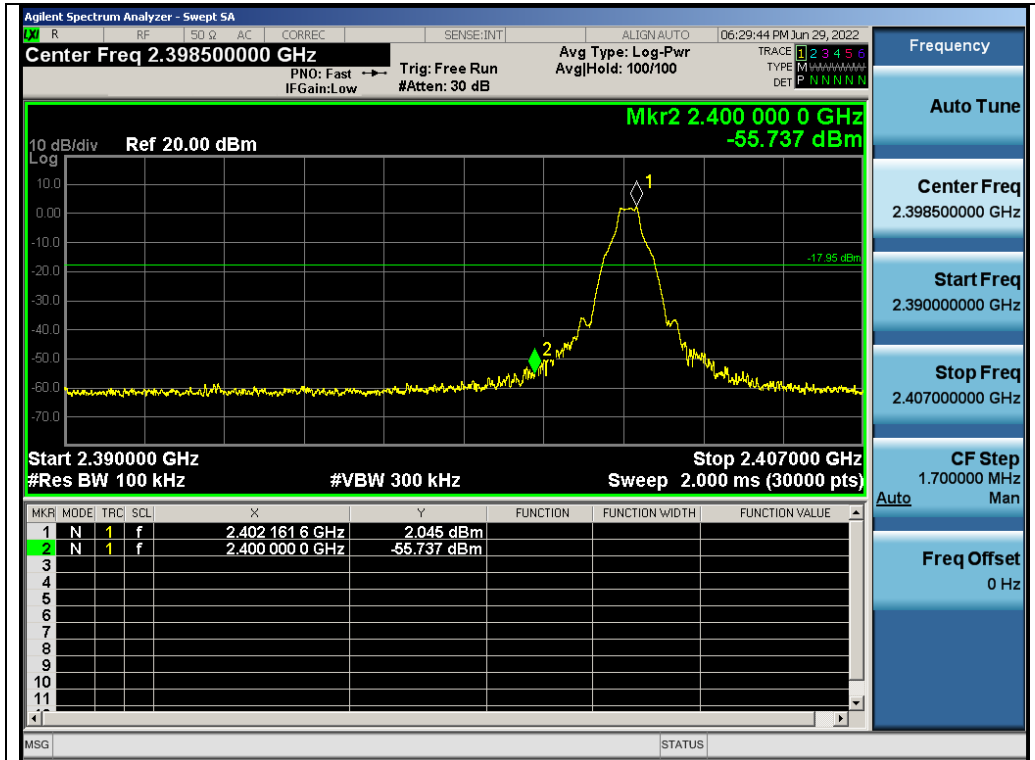 Agilent Spectrum Analyzer - Swept SA
LXI R RF 50 Ω AC CORREC SENSE:INT ALIGN AUTO 06:29:44 PM Jun 29, 2022
Center Freq 2.398500000 GHz
PNO: Fast
IFGain:Low
Trig: Free Run
#Atten: 30 dB
Avg Type: Log-Pwr
Avg|Hold: 100/100
TRACE 1 2 3 4 5 6
TYPE M WWWWW
DET P N N N N N
Mkr2 2.400 000 0 GHz
-55.737 dBm
10 dB/div Ref 20.00 dBm
Log
10.0
0.00
-10.0
-20.0
-30.0
-40.0
-50.0
-60.0
-70.0
1
-17.95 dBm
2
Start 2.390000 GHz Stop 2.407000 GHz
#Res BW 100 kHz #VBW 300 kHz Sweep 2.000 ms (30000 pts)
MKR MODE TRC SCL X Y FUNCTION FUNCTION WIDTH FUNCTION VALUE
1 N 1 f 2.402 161 6 GHz 2.045 dBm
2 N 1 f 2.400 000 0 GHz -55.737 dBm
3
4
5
6
7
8
9
10
11
MSG STATUS
Frequency
Auto Tune
Center Freq
2.398500000 GHz
Start Freq
2.390000000 GHz
Stop Freq
2.407000000 GHz
CF Step
1.700000 MHz
Auto Man
Freq Offset
0 Hz